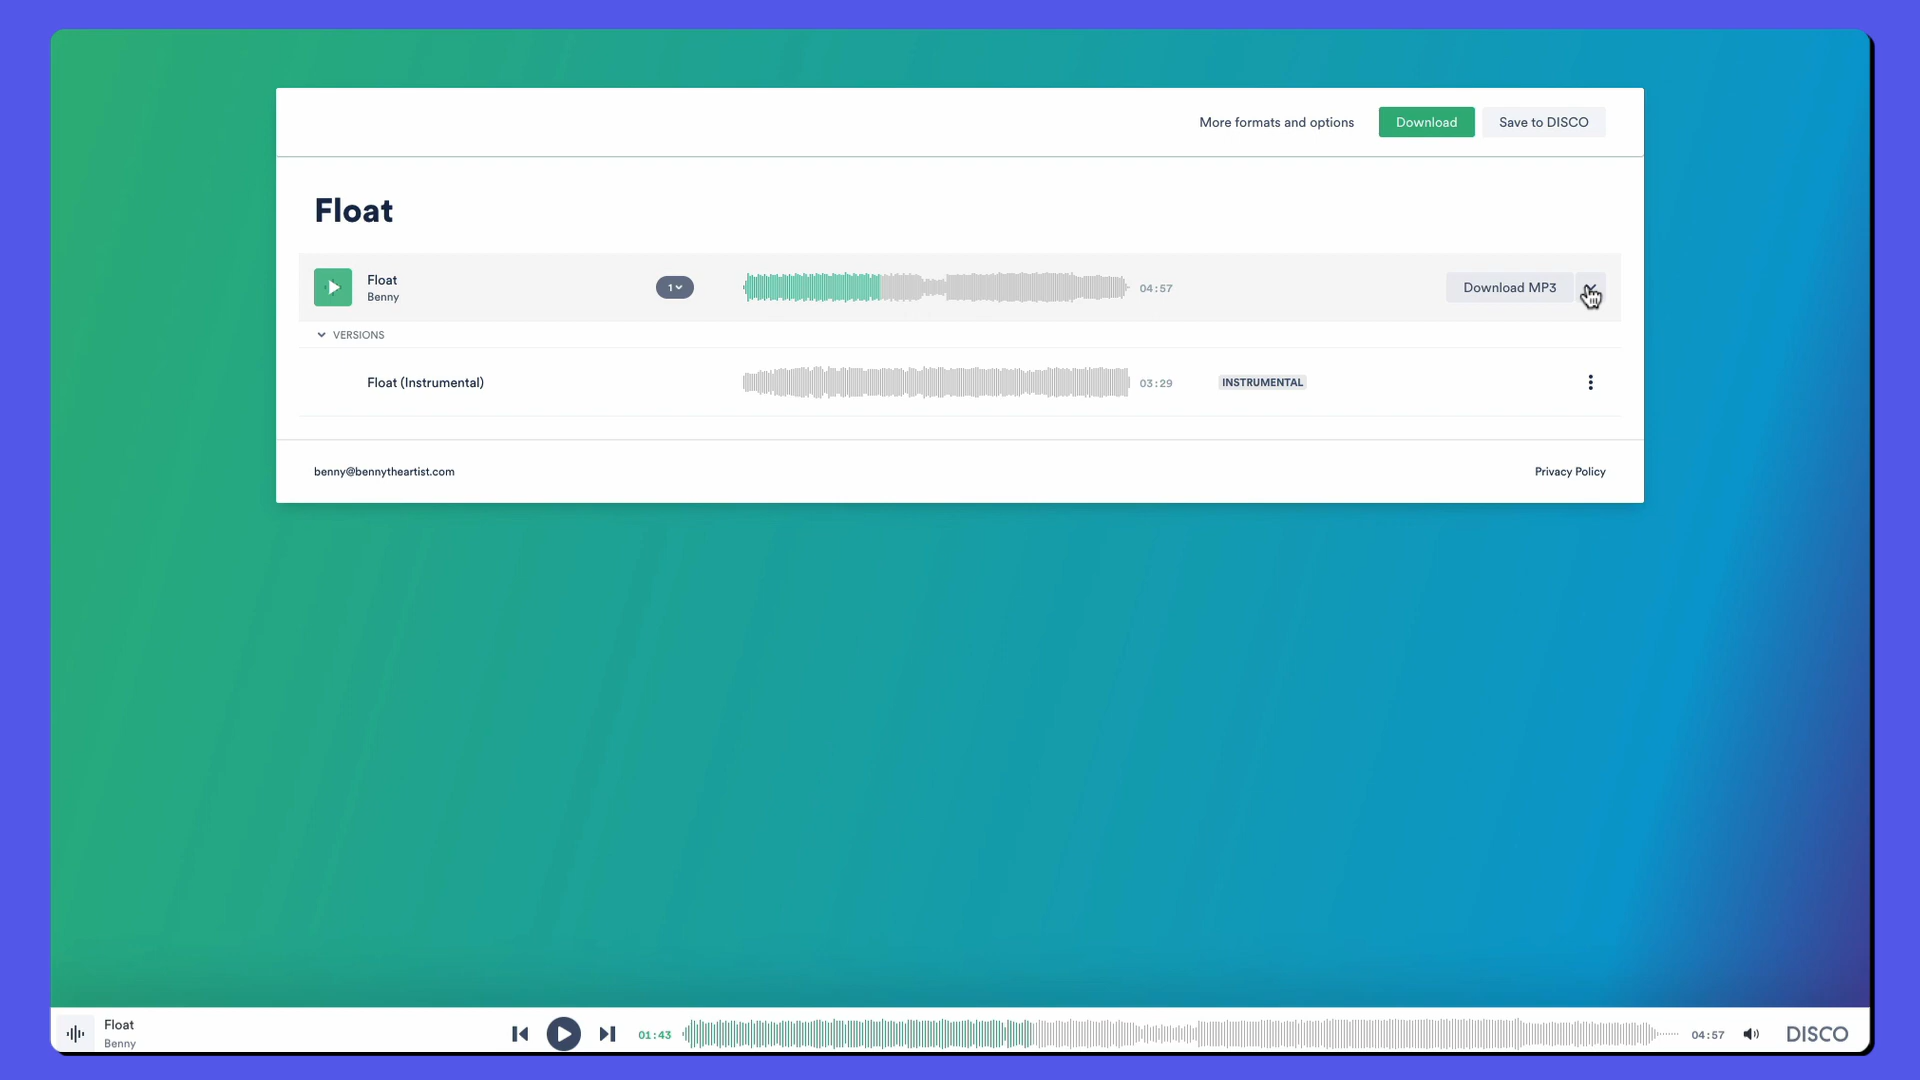 More formats and options
Download
Save to DISCO
Float
Float
Benny
1
04:57
Download MP3
VERSIONS
Float (Instrumental)
03:29
INSTRUMENTAL
benny@bennytheartist.com
Privacy Policy
Float
Benny
01:43
04:57
DISCO